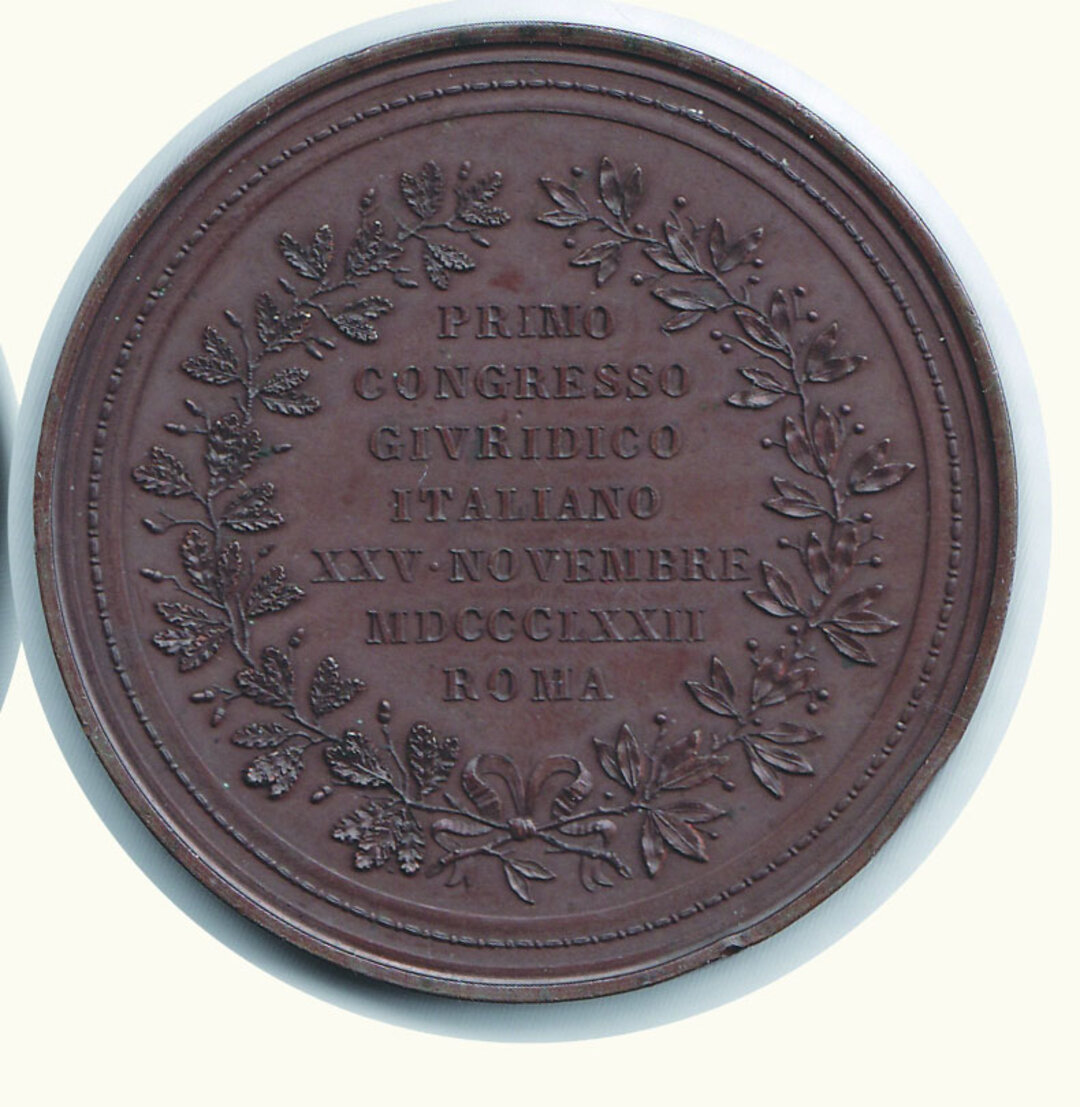 PRIMO
CONGRESSO
GIVRIDICO
ITALIANO
XXV·NOVEMBRE
MDCCCLXXII
ROMA